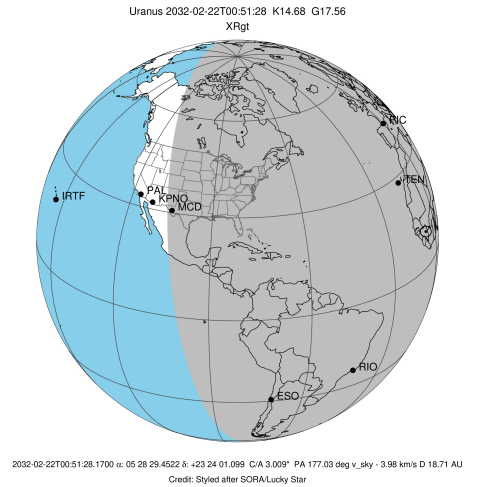 Uranus 2032-02-22T00:51:28 K14.68 G17.56
XRgt
RIC
TEN
IRTF
PAL
KPNO
MCD
RIO
ESO
2032-02-22T00:51:28.1700 α: 05 28 29.4522 δ: +23 24 01.099 C/A 3.009" PA 177.03 deg v_sky - 3.98 km/s D 18.71 AU
Credit: Styled after SORA/Lucky Star